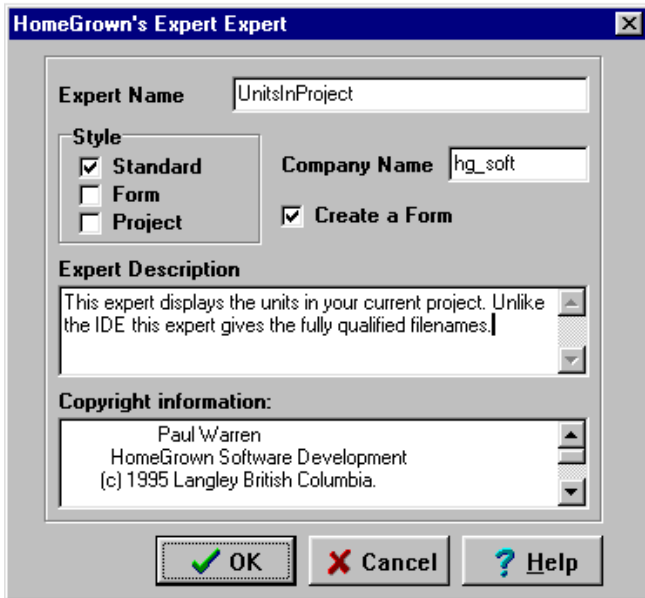 HomeGrown's Expert Expert
Expert Name UnitsInProject
Style
Standard
Form
Project
Company Name hg_soft
Create a Form
Expert Description
This expert displays the units in your current project. Unlike
the IDE this expert gives the fully qualified filenames.
Copyright information:
Paul Warren
HomeGrown Software Development
(c) 1995 Langley British Columbia.
OK Cancel Help